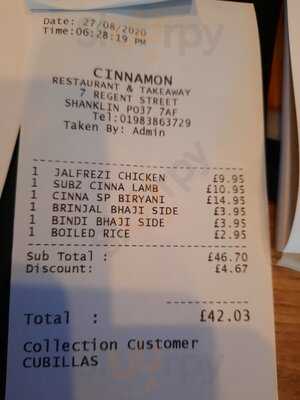 Date: 27/08/2020
Time:06:28:19 PM
CINNAMON
RESTAURANT & TAKEAWAY
7 REGENT STREET
SHANKLIN PO37 7AF
Tel:01983863729
Taken By: Admin
1 JALFREZI CHICKEN £9.95
1 SUBZ CINNA LAMB £10.95
1 CINNA SP BIRYANI £14.95
1 BRINJAL BHAJI SIDE £3.95
1 BINDI BHAJI SIDE £3.95
1 BOILED RICE £2.95
Sub Total : £46.70
Discount: £4.67
Total : £42.03
Collection Customer
CUBILLAS